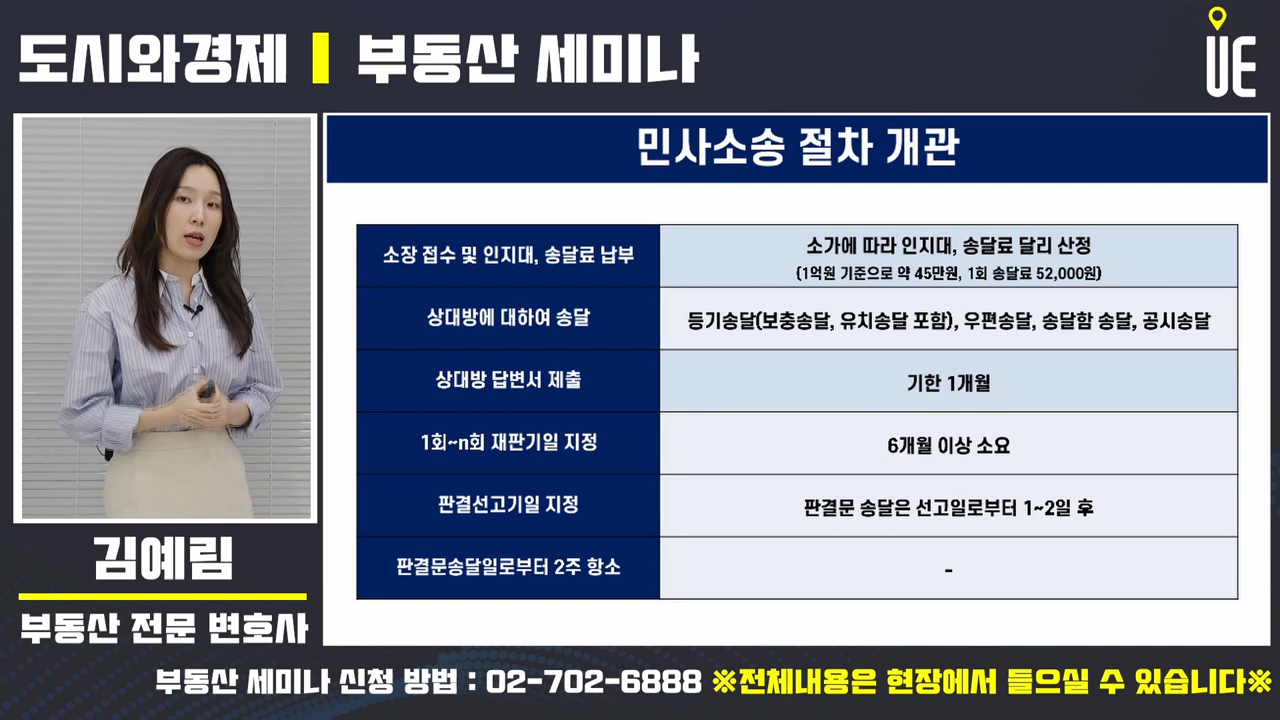 도시와경제 | 부동산 세미나
UE
민사소송 절차 개관
소장 접수 및 인지대, 송달료 납부
소가에 따라 인지대, 송달료 달리 산정
(1억원 기준으로 약 45만원, 1회 송달료 52,000원)
상대방에 대하여 송달
등기송달(보충송달, 유치송달 포함), 우편송달, 송달함 송달, 공시송달
상대방 답변서 제출
기한 1개월
1회~n회 재판기일 지정
6개월 이상 소요
판결선고기일 지정
판결문 송달은 선고일로부터 1~2일 후
판결문송달일로부터 2주 항소
-
김예림
부동산 전문 변호사
부동산 세미나 신청 방법 : 02-702-6888 ※전체내용은 현장에서 들으실 수 있습니다※